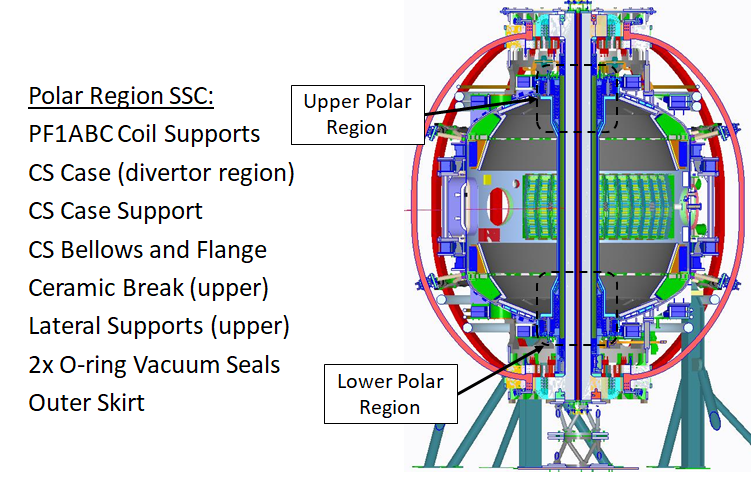 Polar Region SSC:
PF1ABC Coil Supports
CS Case (divertor region)
CS Case Support
CS Bellows and Flange
Ceramic Break (upper)
Lateral Supports (upper)
2x O-ring Vacuum Seals
Outer Skirt
Upper Polar
Region
Lower Polar
Region